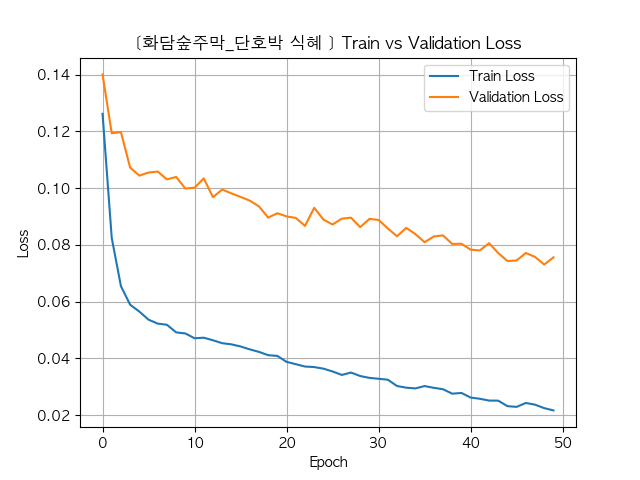 [화담숲주막_단호박 식혜 ] Train vs Validation Loss
Train Loss
Validation Loss
0.14
0.12
0.10
0.08
0.06
0.04
0.02
Loss
0
10
20
30
40
50
Epoch